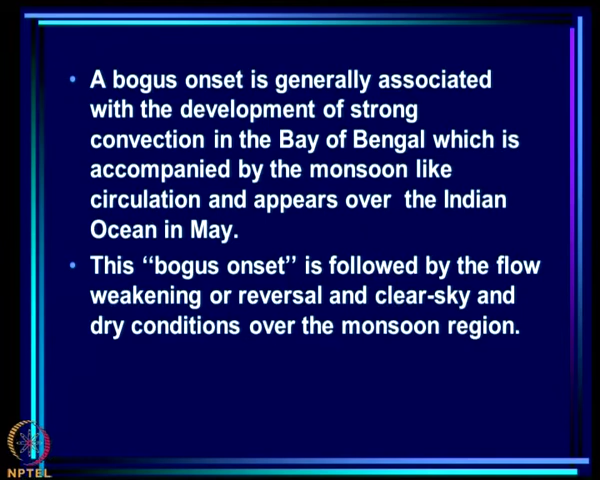 • A bogus onset is generally associated
with the development of strong
convection in the Bay of Bengal which is
accompanied by the monsoon like
circulation and appears over the Indian
Ocean in May.
• This “bogus onset” is followed by the flow
weakening or reversal and clear-sky and
dry conditions over the monsoon region.
NPTEL